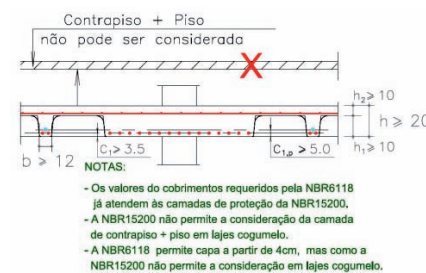 Contrapiso + Piso
não pode ser considerada
h₂⩾10
h⩾20
h₁⩾10
C₁⩾3.5
C₁,p⩾5.0
b⩾12
NOTAS:
- Os valores do cobrimentos requeridos pela NBR6118
já atendem às camadas de proteção da NBR15200.
- A NBR15200 não permite a consideração da camada
de contrapiso + piso em lajes cogumelo.
- A NBR6118 permite capa a partir de 4cm, mas como a
NBR15200 não permite a consideração em lajes cogumelo.